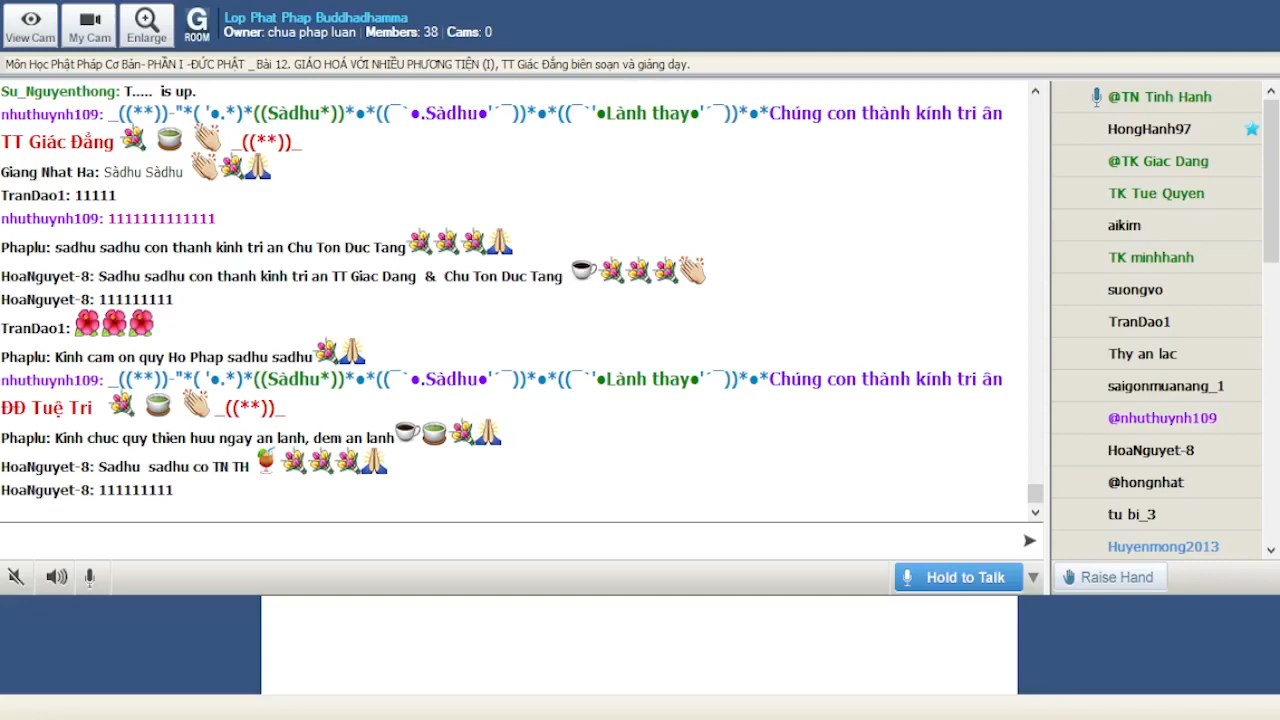 View Cam
My Cam
Enlarge
G
ROOM
Lop Phat Phap Buddhadhamma
Owner: chua phap luan | Members: 38 | Cams: 0
Môn Học Phật Pháp Cơ Bản- PHẦN I -ĐỨC PHẬT _ Bài 12. GIÁO HOÁ VỚI NHIỀU PHƯƠNG TIỆN (I), TT Giác Đẳng biên soạn và giảng dạy.
Su_Nguyenthong: T..... is up.
nhuthuynh109: _((**))-"*( '●.*)*((Sàdhu*))*●*((¯`●.Sàdhu●'´¯))*●*((¯`'●Lành thay●'´¯))*●*Chúng con thành kính tri ân
TT Giác Đẳng _((**))_
Giang Nhat Ha: Sàdhu Sàdhu
TranDao1: 11111
nhuthuynh109: 1111111111111
Phaplu: sadhu sadhu con thanh kinh tri an Chu Ton Duc Tang
HoaNguyet-8: Sadhu sadhu con thanh kinh tri an TT Giac Dang & Chu Ton Duc Tang
HoaNguyet-8: 111111111
TranDao1:
Phaplu: Kinh cam on quy Ho Phap sadhu sadhu
nhuthuynh109: _((**))-"*( '●.*)*((Sàdhu*))*●*((¯`●.Sàdhu●'´¯))*●*((¯`'●Lành thay●'´¯))*●*Chúng con thành kính tri ân
ĐĐ Tuệ Tri _((**))_
Phaplu: Kinh chuc quy thien huu ngay an lanh, dem an lanh
HoaNguyet-8: Sadhu sadhu co TN TH
HoaNguyet-8: 111111111
@TN Tinh Hanh
HongHanh97
@TK Giac Dang
TK Tue Quyen
aikim
TK minhhanh
suongvo
TranDao1
Thy an lac
saigonmuanang_1
@nhuthuynh109
HoaNguyet-8
@hongnhat
tu bi_3
Huyenmong2013
Hold to Talk
Raise Hand